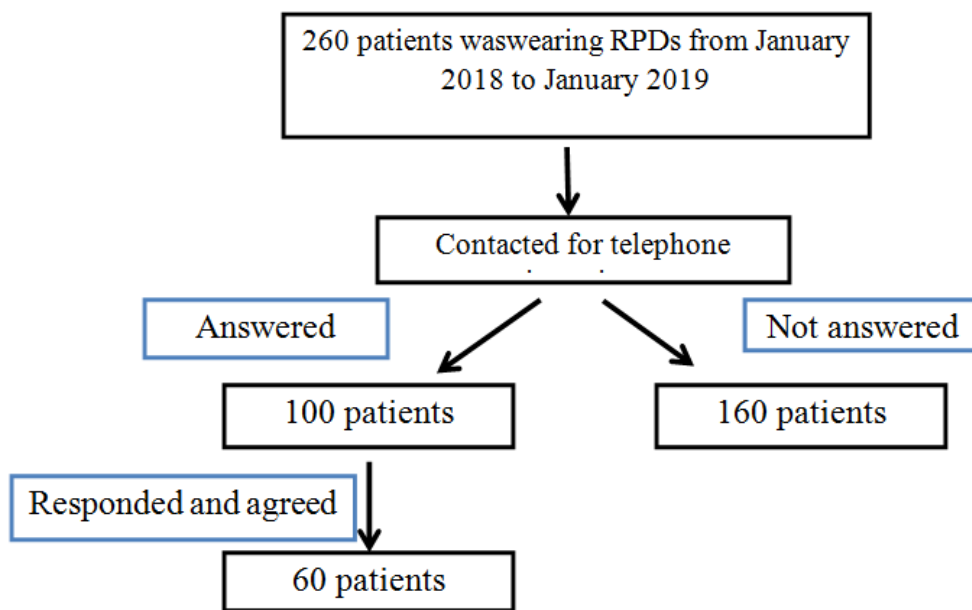 260 patients waswearing RPDs from January
2018 to January 2019
Contacted for telephone
Answered
Not answered
100 patients
160 patients
Responded and agreed
60 patients